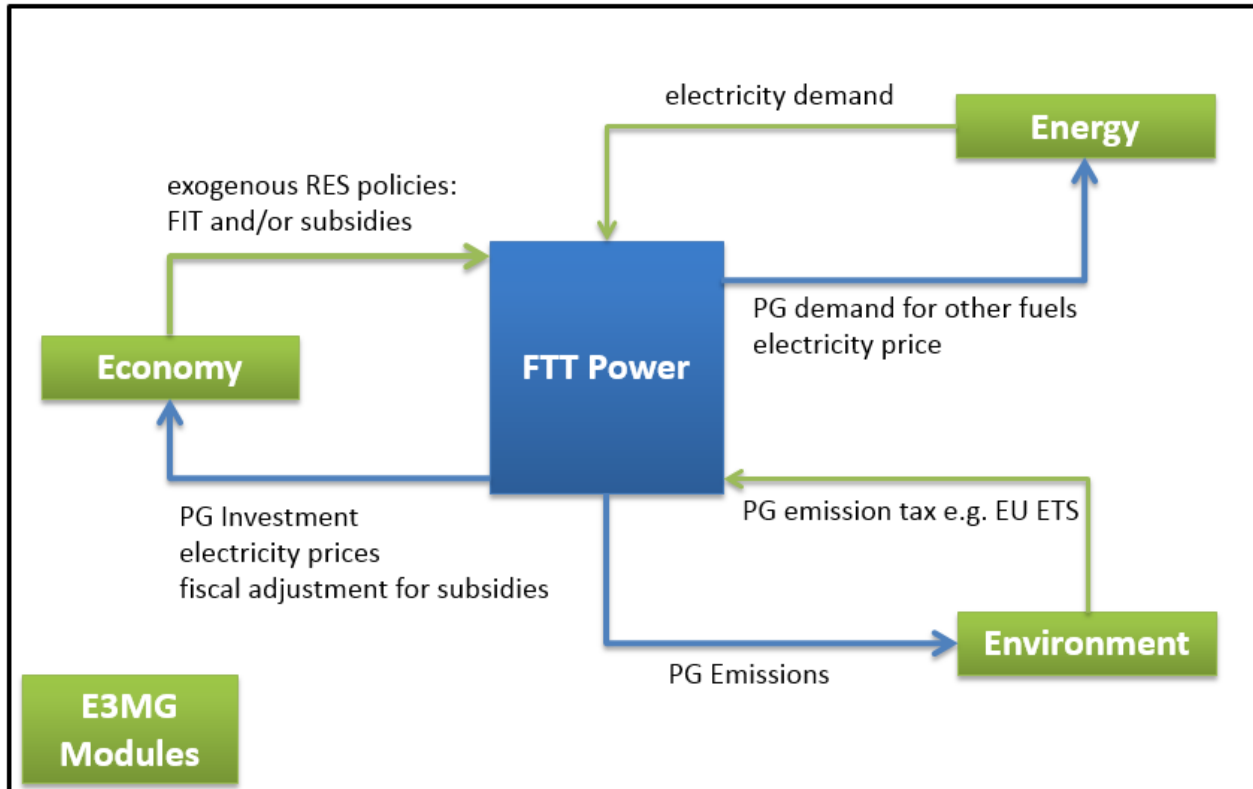 electricity demand
Energy
exogenous RES policies:
FIT and/or subsidies
PG demand for other fuels
electricity price
Economy
FTT Power
PG Investment
electricity prices
fiscal adjustment for subsidies
PG emission tax e.g. EU ETS
Environment
PG Emissions
E3MG
Modules